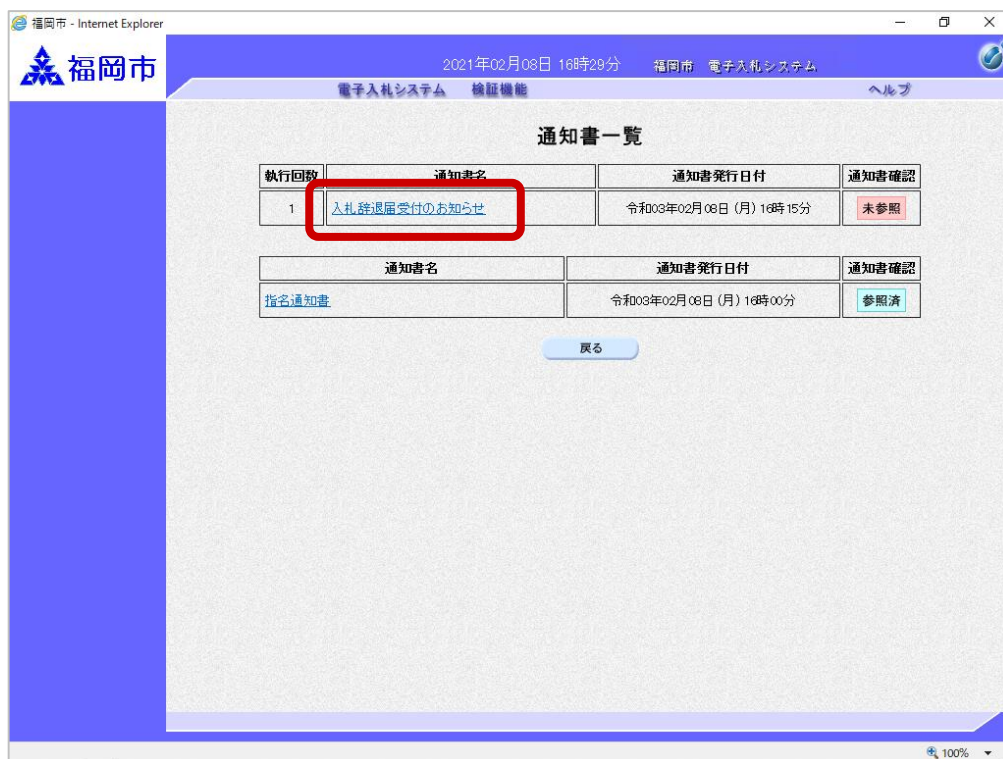 福岡市 - Internet Explorer
福岡市
2021年02月08日 16時29分 福岡市 電子入札システム
電子入札システム 検証機能 ヘルプ
通知書一覧
執行回数 通知書名 通知書発行日付 通知書確認
1 入札辞退届受付のお知らせ 令和03年02月08日 (月) 16時15分 未参照
通知書名 通知書発行日付 通知書確認
指名通知書 令和03年02月08日 (月) 16時00分 参照済
戻る
100%